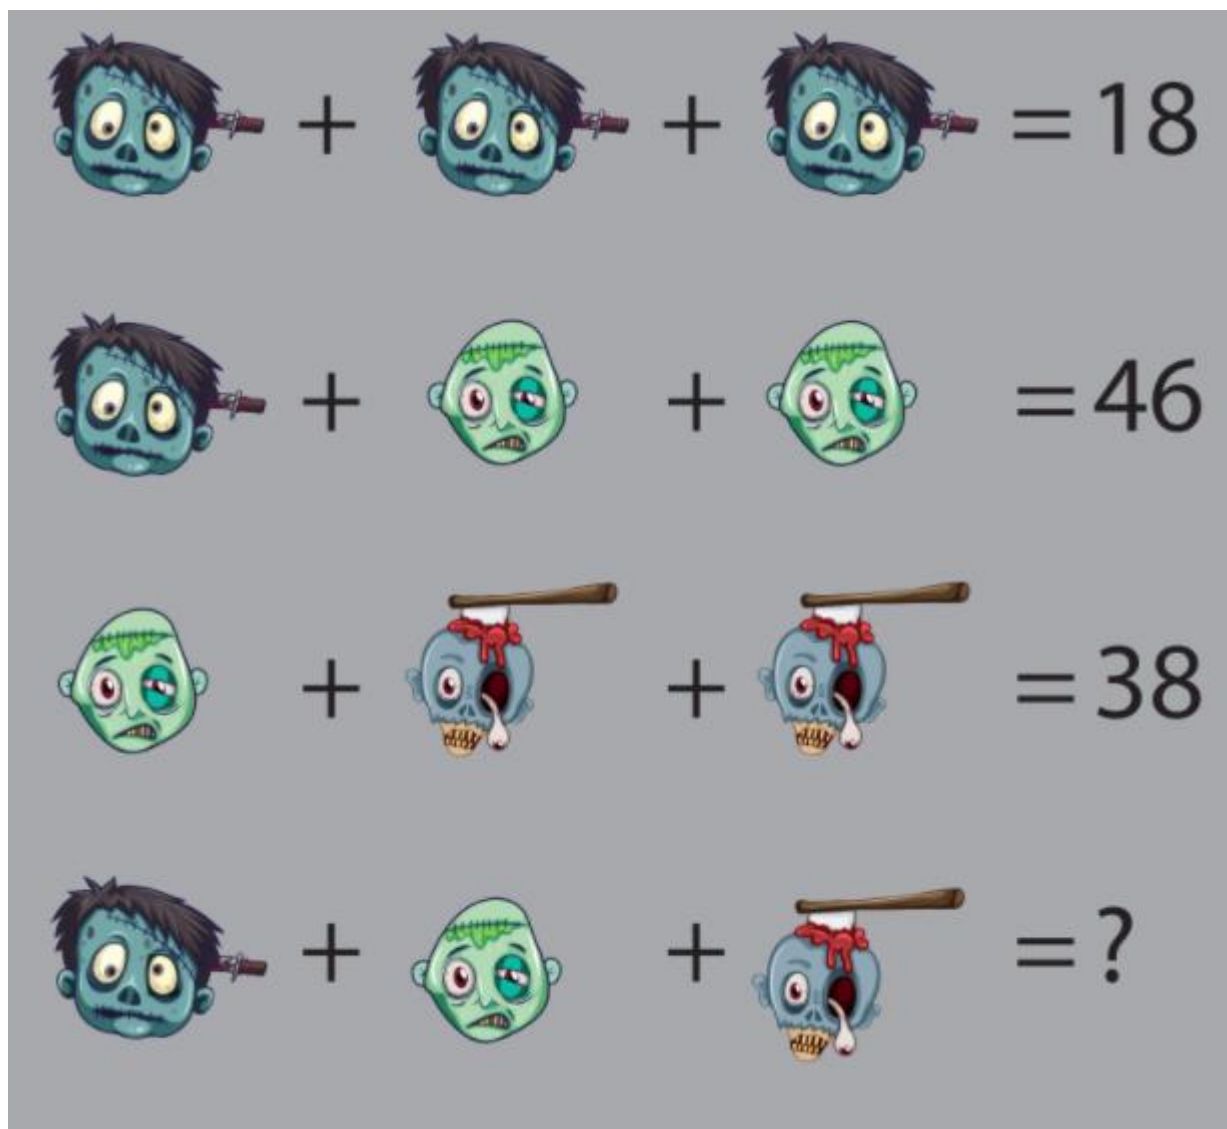 + + = 18
+ + = 46
+ + = 38
+ + = ?